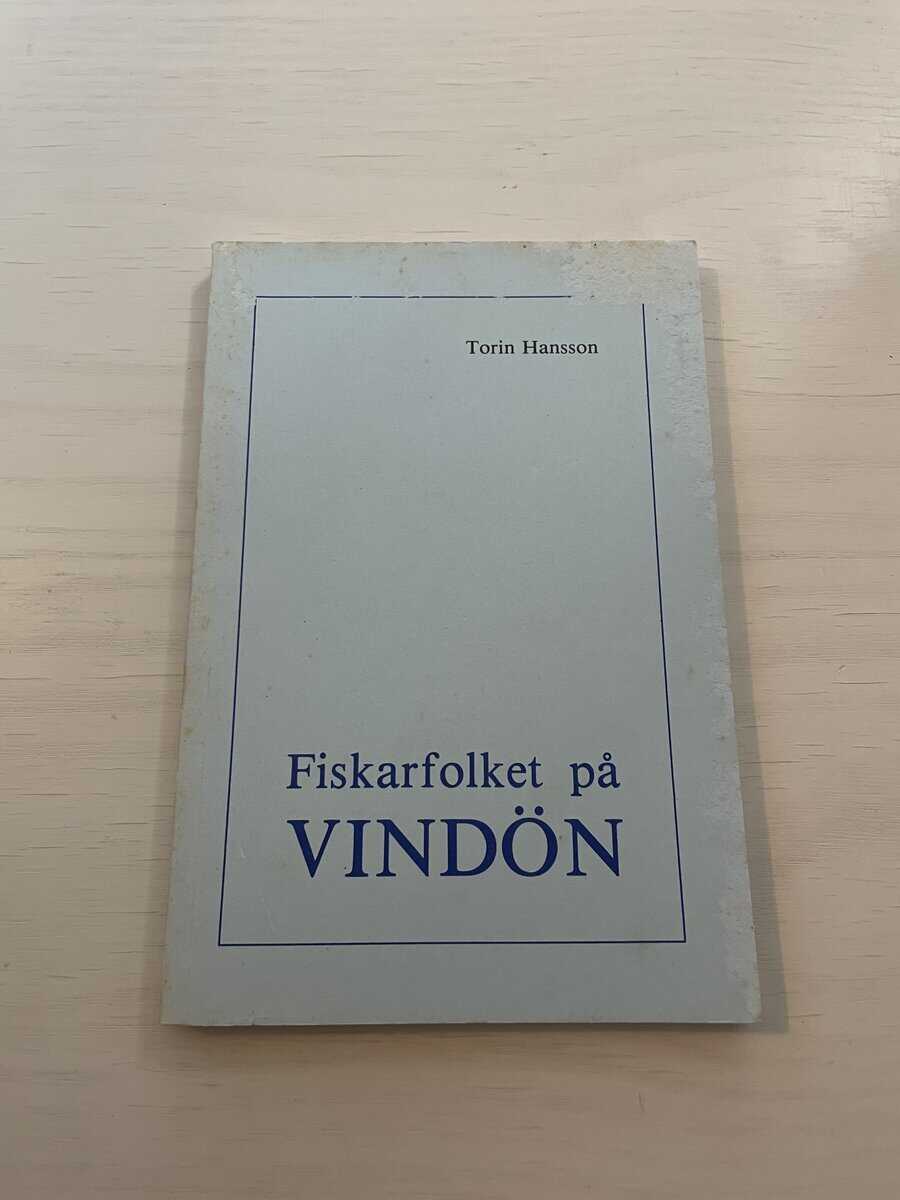 Torin Hansson
Fiskarfolket på
VINDÖN